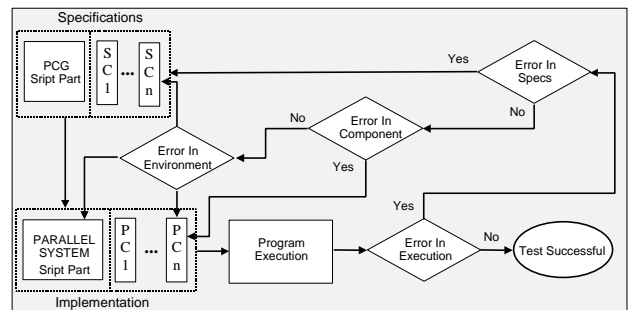 Specifications
PCG
Sript Part
S
C
1
...
S
C
n
Yes
Error In
Specs
No
Error In
Component
No
Error In
Environment
Yes
Yes
PARALLEL
SYSTEM
Sript Part
P
C
1
...
P
C
n
Program
Execution
Error In
Execution
No
Test Successful
Implementation